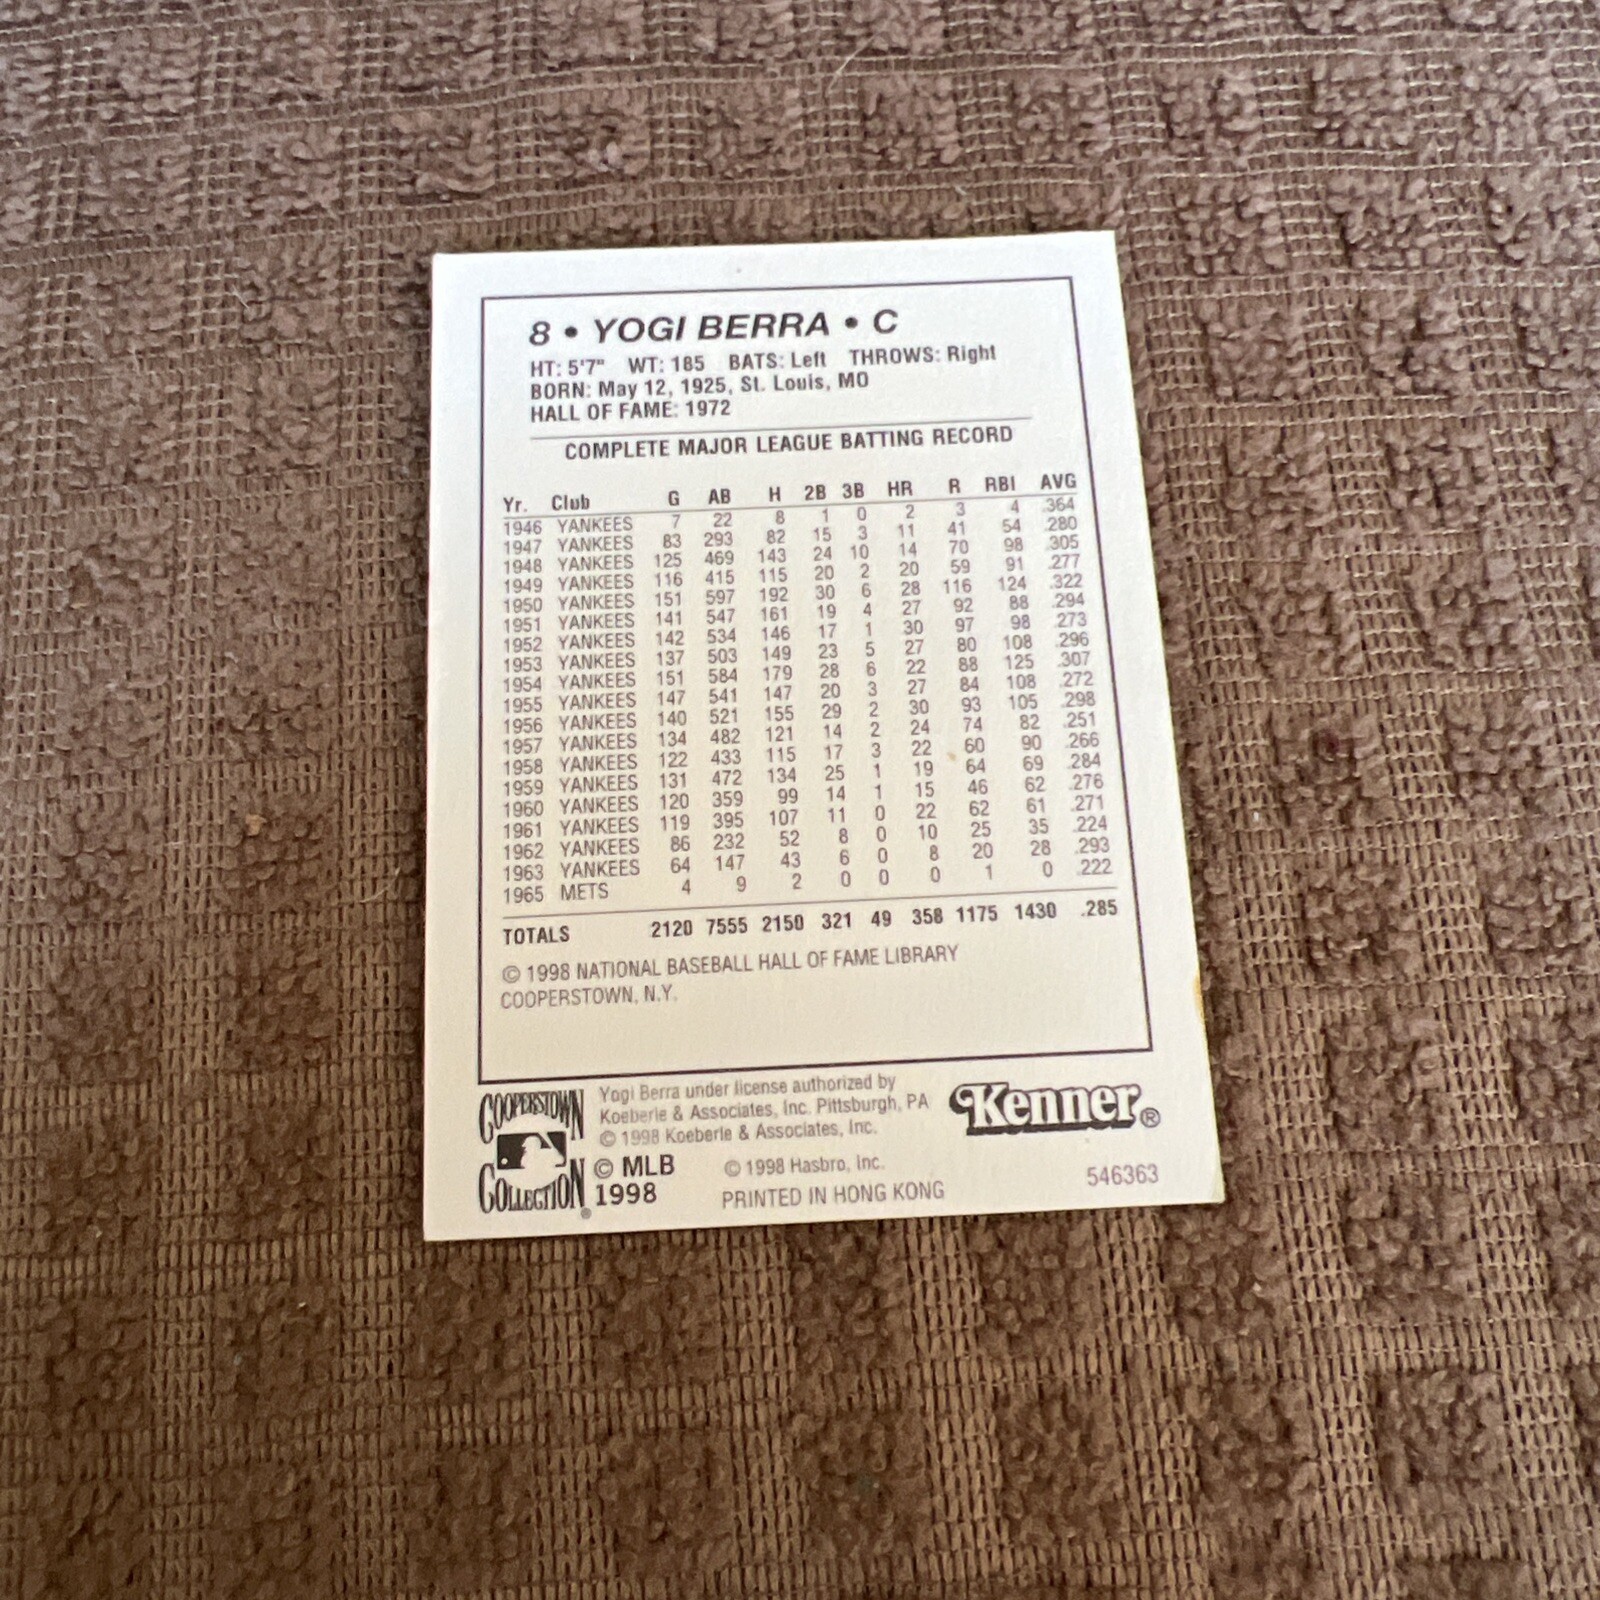 8 • YOGI BERRA • C
HT: 5'7" WT: 185 BATS: Left THROWS: Right
BORN: May 12, 1925, St. Louis, MO
HALL OF FAME: 1972
COMPLETE MAJOR LEAGUE BATTING RECORD
Yr. Club G AB H 2B 3B HR R RBI AVG
1946 YANKEES 7 22 8 1 0 2 3 4 .364
1947 YANKEES 83 293 82 15 3 11 41 54 .280
1948 YANKEES 125 469 143 24 10 14 70 98 .305
1949 YANKEES 116 415 115 20 2 20 59 91 .277
1950 YANKEES 151 597 192 30 6 28 116 124 .322
1951 YANKEES 141 547 161 19 4 27 92 88 .294
1952 YANKEES 142 534 146 17 1 30 97 98 .273
1953 YANKEES 137 503 149 23 5 27 80 108 .296
1954 YANKEES 151 584 179 28 6 22 88 125 .307
1955 YANKEES 147 541 147 20 3 27 84 108 .272
1956 YANKEES 140 521 155 29 2 30 93 105 .298
1957 YANKEES 134 482 121 14 2 24 74 82 .251
1958 YANKEES 122 433 115 17 3 22 60 90 .266
1959 YANKEES 131 472 134 25 1 19 64 69 .284
1960 YANKEES 120 359 99 14 1 15 46 62 .276
1961 YANKEES 119 395 107 11 0 22 62 61 .271
1962 YANKEES 86 232 52 8 0 10 25 35 .224
1963 YANKEES 64 147 43 6 0 8 20 28 .293
1965 METS 4 9 2 0 0 0 1 0 .222
TOTALS 2120 7555 2150 321 49 358 1175 1430 .285
© 1998 NATIONAL BASEBALL HALL OF FAME LIBRARY
COOPERSTOWN, N.Y.
COOPERSTOWN
COLLECTION®
Yogi Berra under license authorized by
Koeberle & Associates, Inc. Pittsburgh, PA
© 1998 Koeberle & Associates, Inc.
Kenner®
© MLB
1998
© 1998 Hasbro, Inc.
PRINTED IN HONG KONG
546363